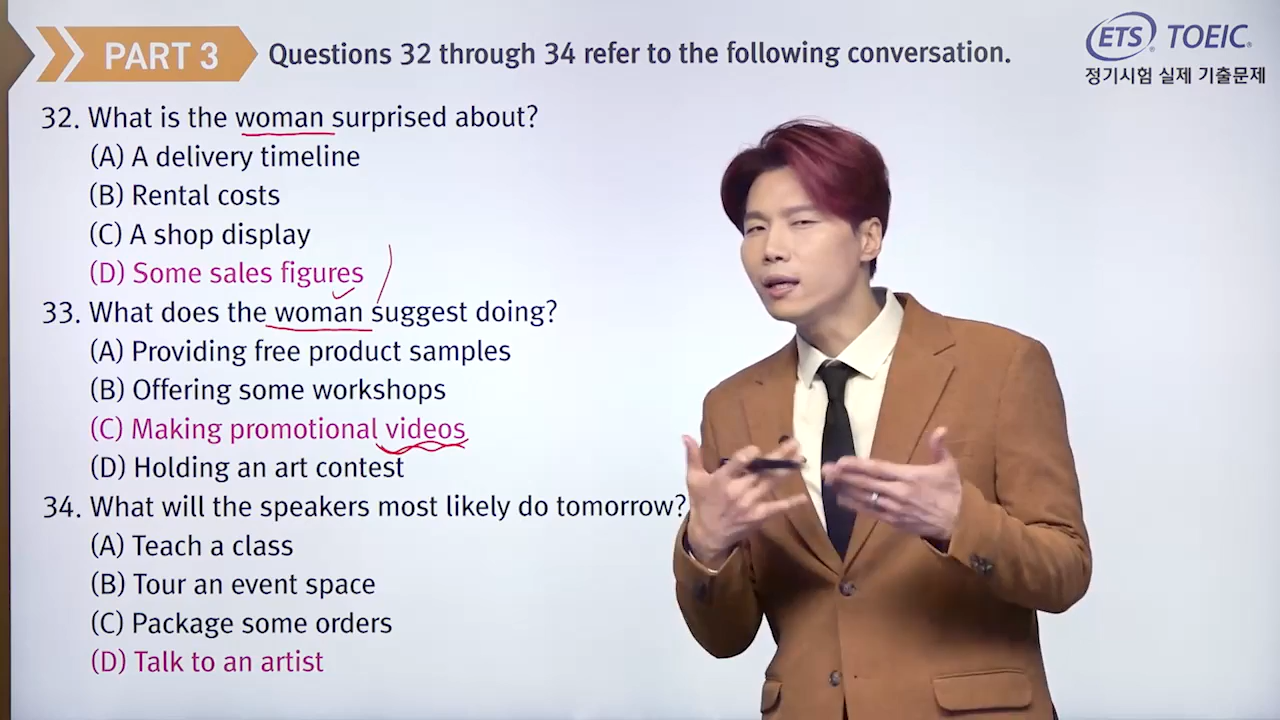 PART 3
Questions 32 through 34 refer to the following conversation.
ETS® TOEIC®
정기시험 실제 기출문제
32. What is the woman surprised about?
(A) A delivery timeline
(B) Rental costs
(C) A shop display
(D) Some sales figures
33. What does the woman suggest doing?
(A) Providing free product samples
(B) Offering some workshops
(C) Making promotional videos
(D) Holding an art contest
34. What will the speakers most likely do tomorrow?
(A) Teach a class
(B) Tour an event space
(C) Package some orders
(D) Talk to an artist